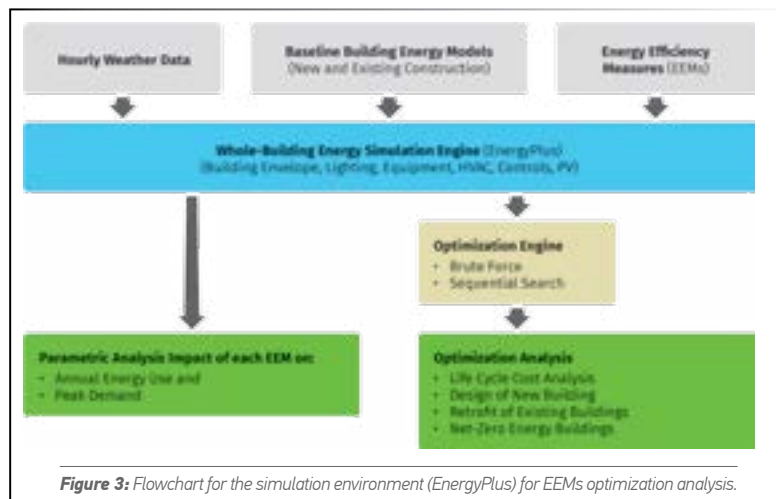 Hourly Weather Data
Baseline Building Energy Models
(New and Existing Construction)
Energy Efficiency
Measures (EEMs)
Whole-Building Energy Simulation Engine (EnergyPlus)
(Building Envelope, Lighting, Equipment, HVAC, Controls, PV)
Optimization Engine
• Brute Force
• Sequential Search
Parametric Analysis Impact of each EEM on:
• Annual Energy Use and
• Peak Demand
Optimization Analysis
• Life Cycle Cost Analysis
• Design of New Building
• Retrofit of Existing Buildings
• Net-Zero Energy Buildings
Figure 3: Flowchart for the simulation environment (EnergyPlus) for EEMs optimization analysis.